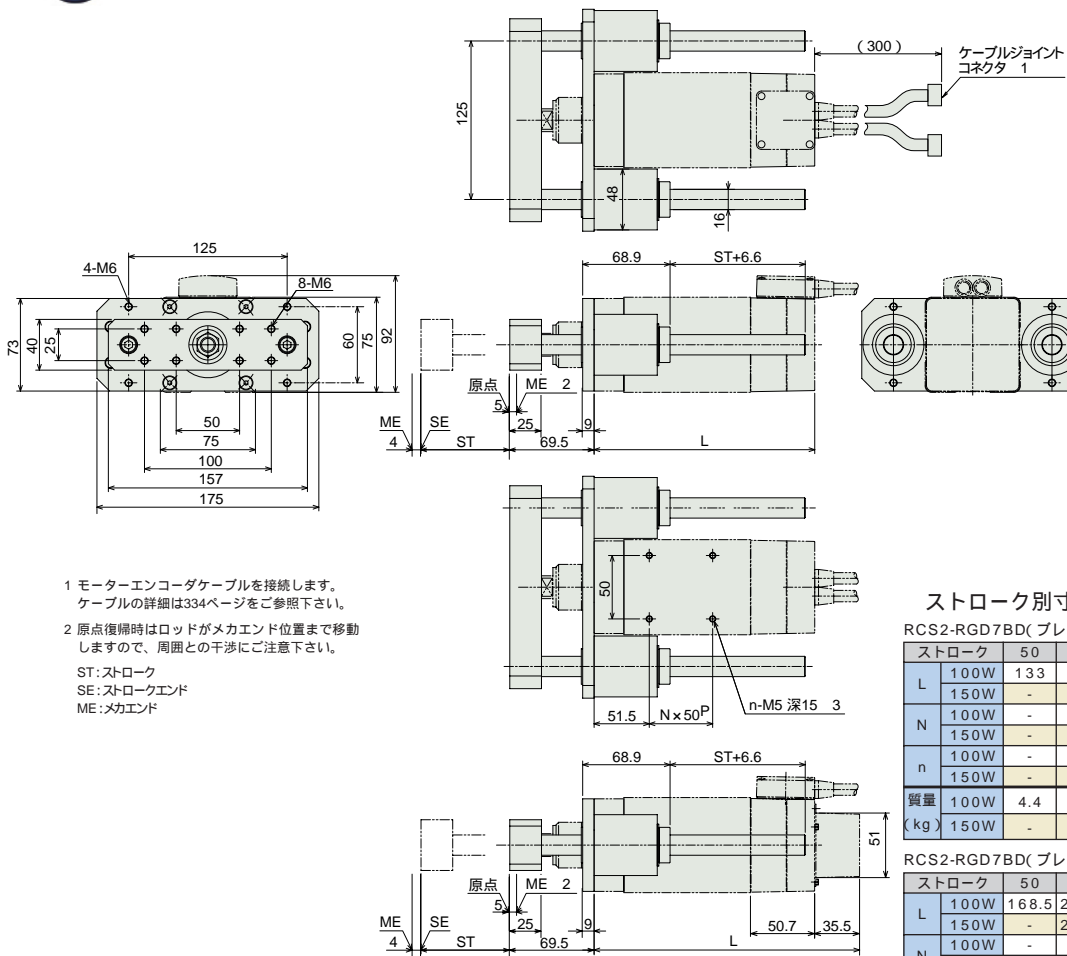 (300)
ケーブルジョイント
コネクタ 1
125
48
16
125
4-M6
8-M6
73
40
25
60
75
92
50
75
100
157
175
68.9
ST+6.6
原点
ME 2
5
25
9
ME
SE
4
ST
69.5
L
50
51.5
N×50P
n-M5 深15 3
1 モーターエンコーダケーブルを接続します。
ケーブルの詳細は334ページをご参照下さい。
2 原点復帰時はロッドがメカエンド位置まで移動
しますので、周囲との干渉にご注意下さい。
ST:ストローク
SE:ストロークエンド
ME:メカエンド
68.9
ST+6.6
51
原点
ME 2
5
25
9
50.7
35.5
ME
SE
4
ST
69.5
L
ストローク別寸
RCS2-RGD7BD(ブレ
ストローク 50
L 100W 133
150W -
N 100W -
150W -
n 100W -
150W -
質量 100W 4.4
(kg) 150W -
RCS2-RGD7BD(ブレ
ストローク 50
L 100W 168.5 2
150W - 2
N 100W -